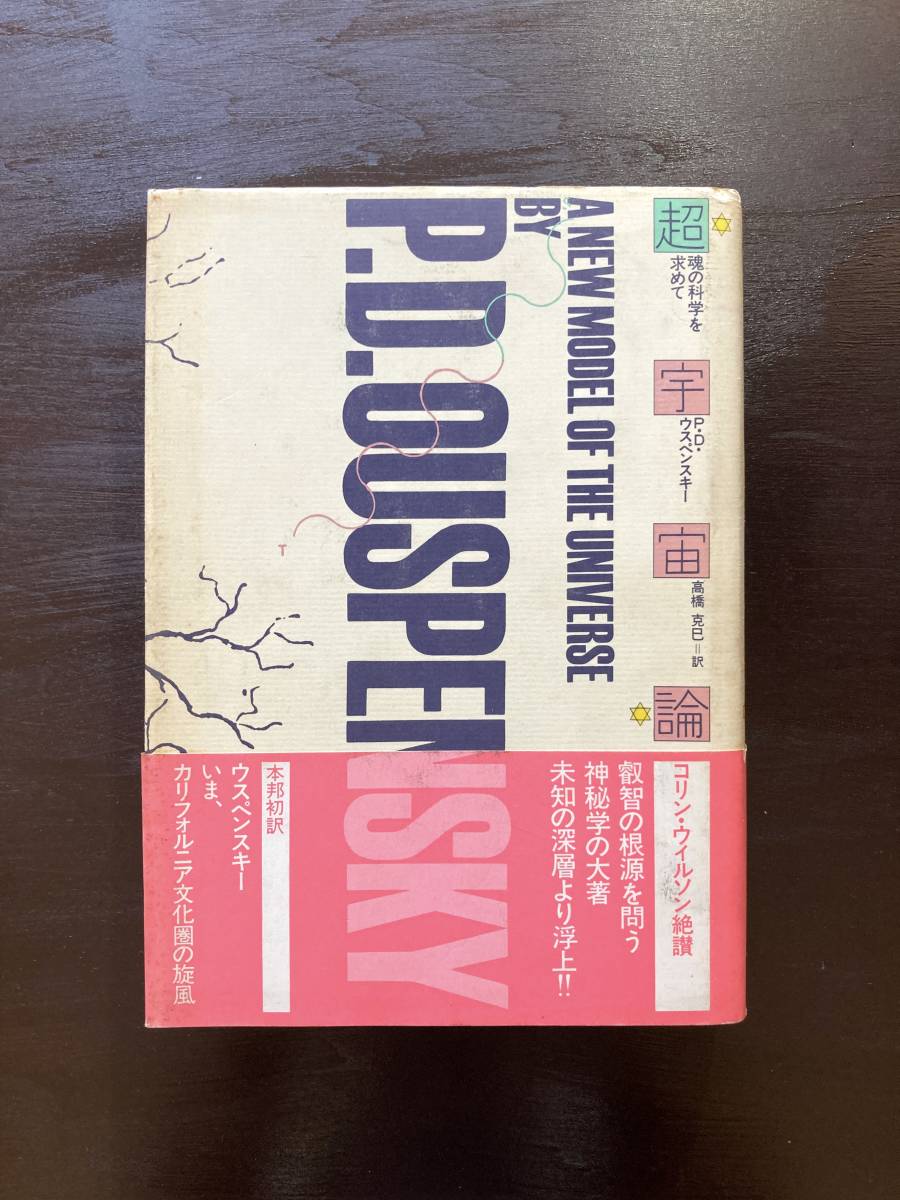 超
宇
宙
論
魂の科学を
求めて
P・D・
ウスペンスキー
高橋 克巳=訳
A NEW MODEL OF THE UNIVERSE
BY
P.D.OUSPENSKY
T
コリン・ウイルソン絶讃
叡智の根源を問う
神秘学の大著
未知の深層より浮上!!
本邦初訳
ウスペンスキー
いま、
カリフォルニア文化圏の旋風